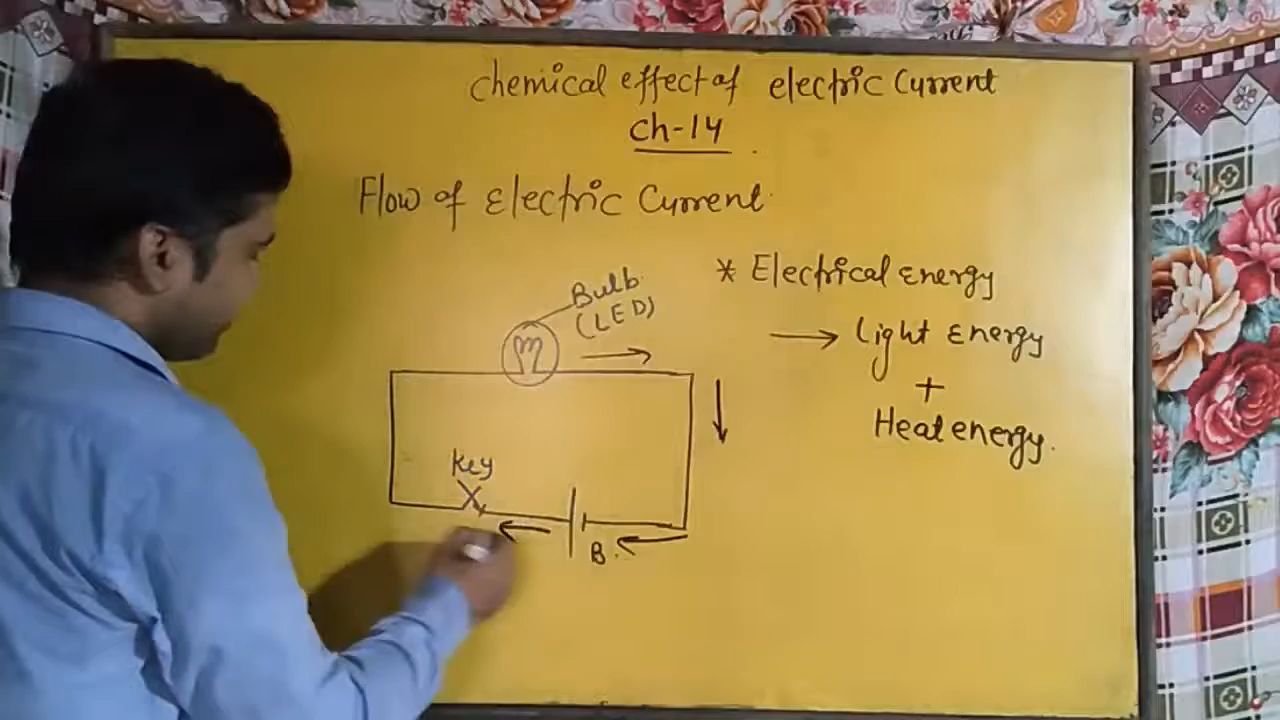 Chemical effect of electric Current
Ch-14
Flow of Electric Current
Bulb
(LED)
* Electrical Energy
→ Light Energy
+
Heat energy.
Key
B.